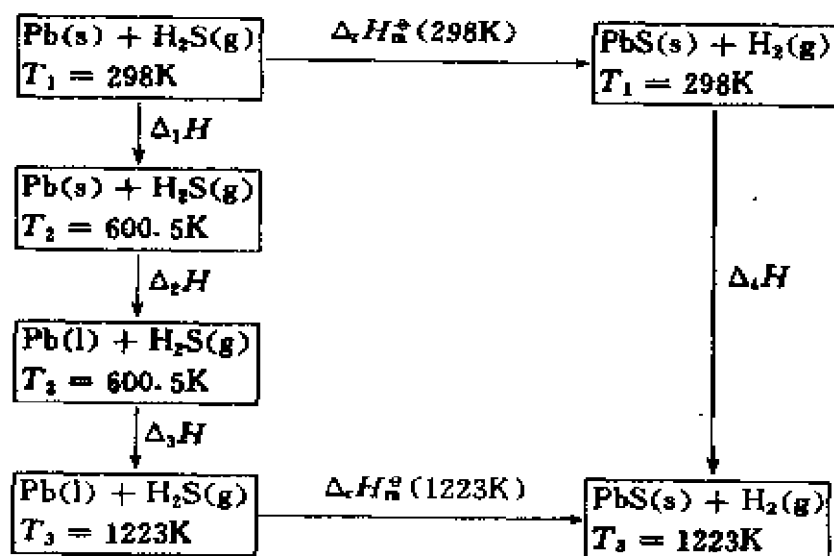 Pb(s) + H₂S(g)
T₁ = 298K
ΔᵣHₘ^⦵(298K)
PbS(s) + H₂(g)
T₁ = 298K
Δ₁H
Pb(s) + H₂S(g)
T₂ = 600.5K
Δ₂H
Δ₄H
Pb(l) + H₂S(g)
T₂ = 600.5K
Δ₃H
Pb(l) + H₂S(g)
T₃ = 1223K
ΔᵣHₘ^⦵(1223K)
PbS(s) + H₂(g)
T₃ = 1223K